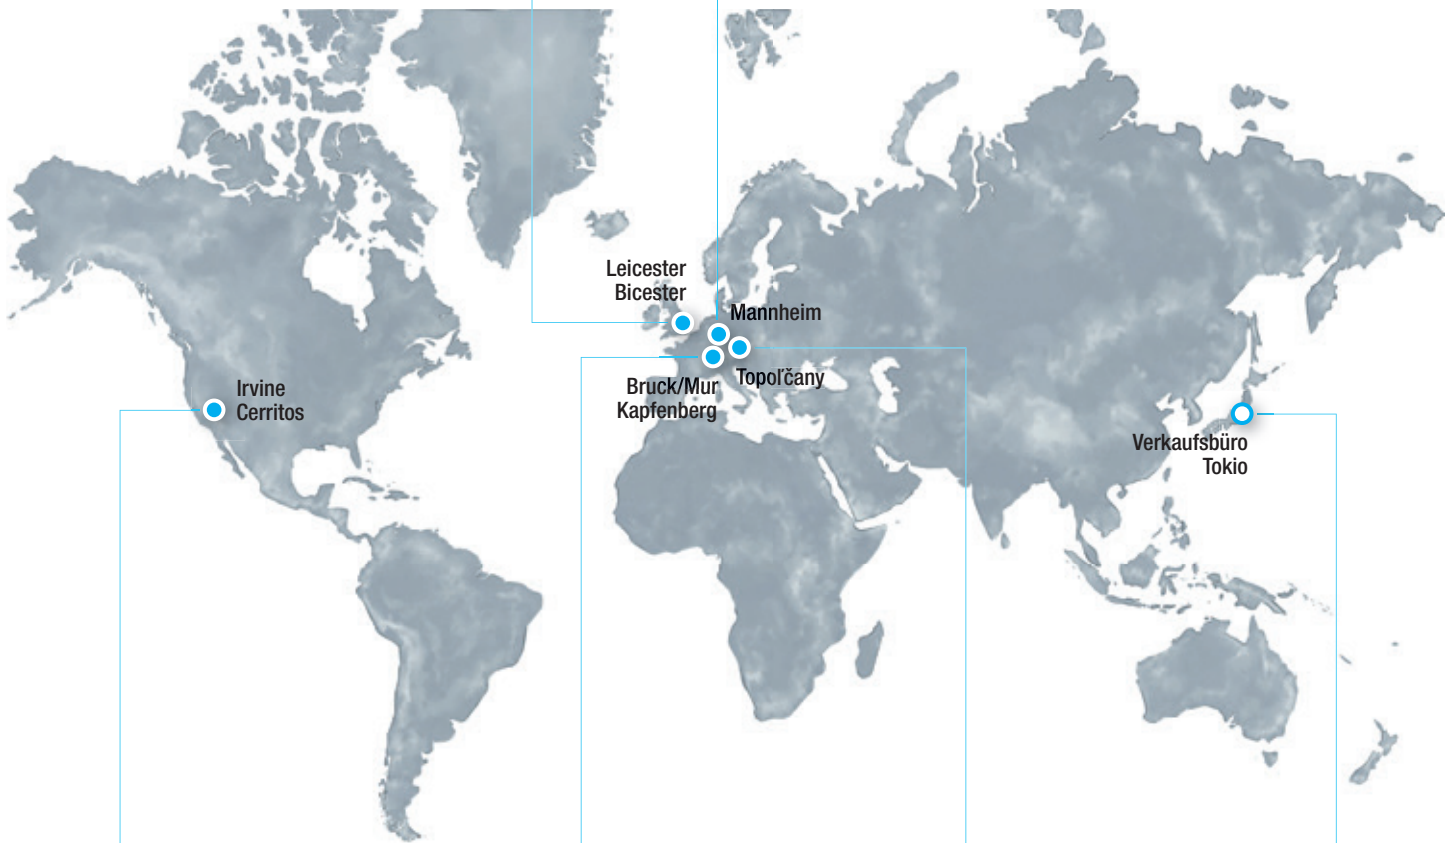 Leicester
Bicester
Mannheim
Topoľčany
Bruck/Mur
Kapfenberg
Irvine
Cerritos
Verkaufsbüro
Tokio